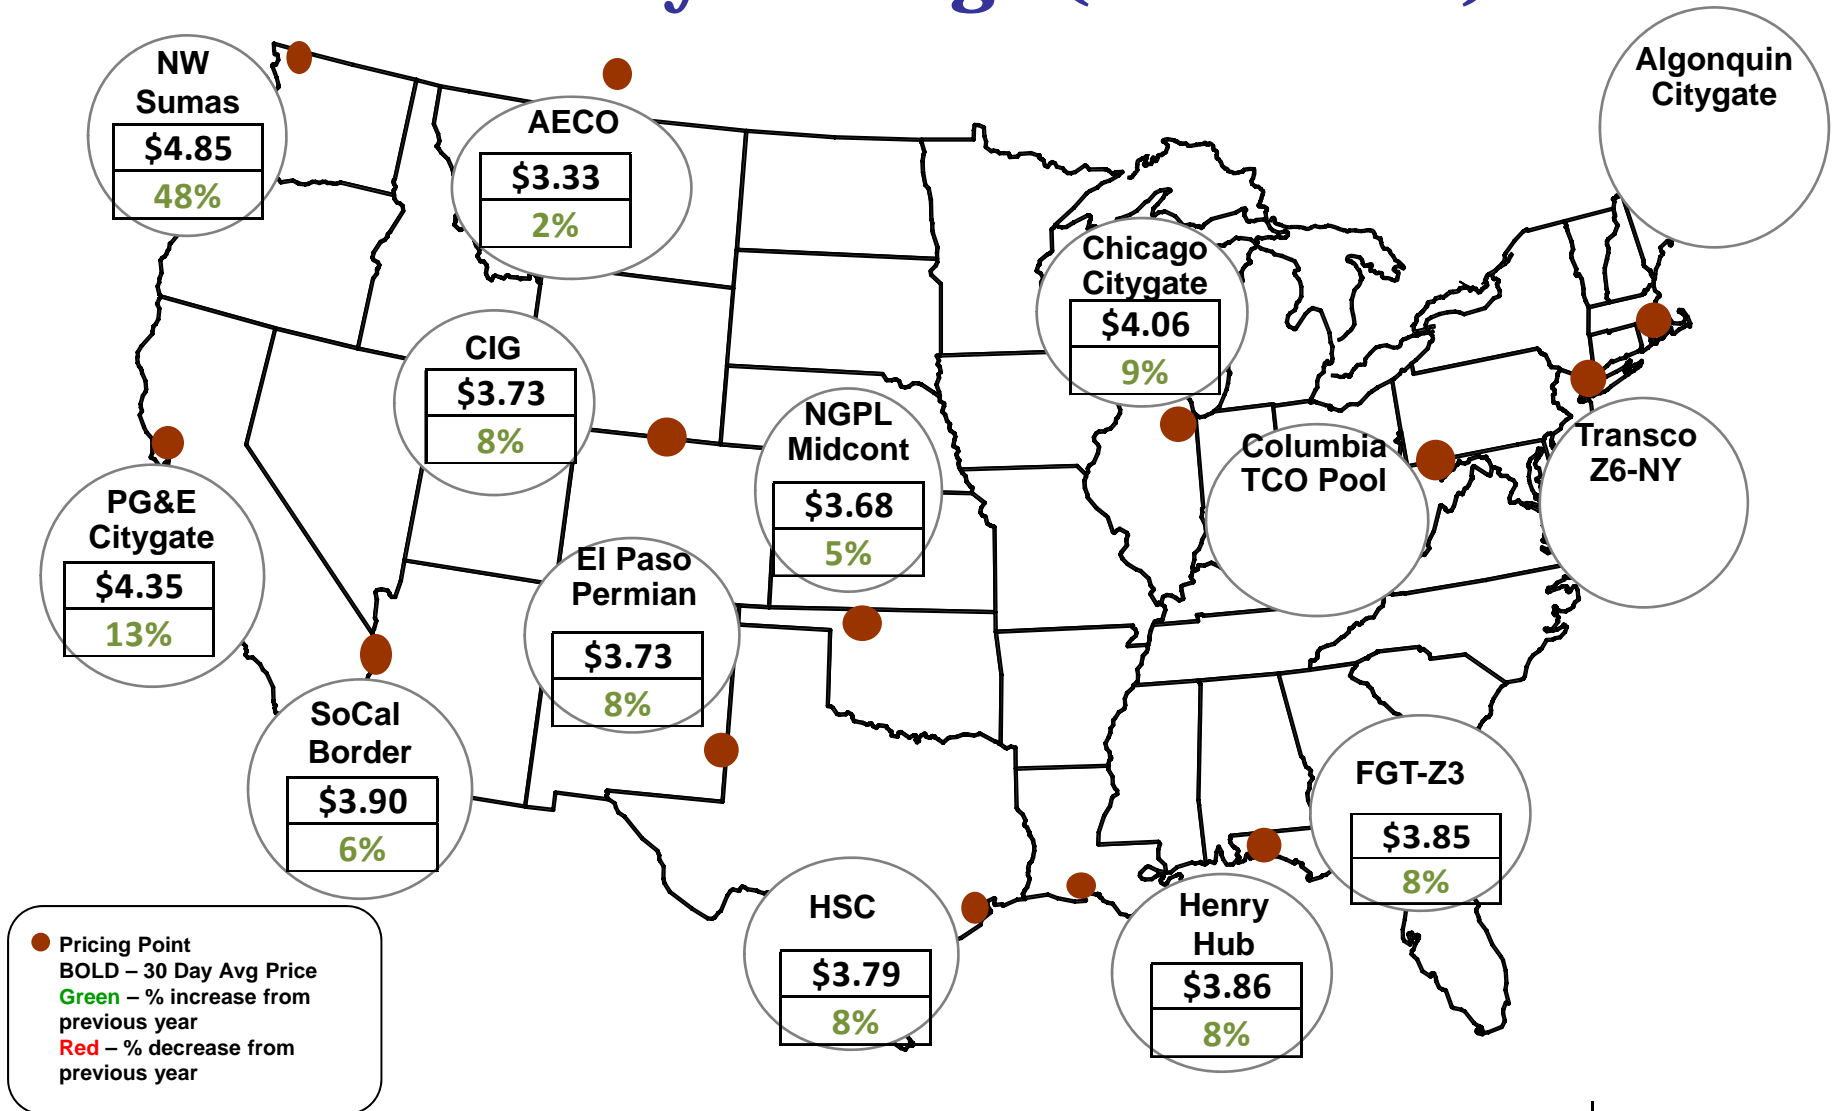 NW
Sumas
$4.85
48%
AECO
$3.33
2%
Algonquin
Citygate
Chicago
Citygate
$4.06
9%
CIG
$3.73
8%
NGPL
Midcont
$3.68
5%
Columbia
TCO Pool
Transco
Z6-NY
PG&E
Citygate
$4.35
13%
El Paso
Permian
$3.73
8%
SoCal
Border
$3.90
6%
FGT-Z3
$3.85
8%
HSC
$3.79
8%
Henry
Hub
$3.86
8%
Pricing Point
BOLD – 30 Day Avg Price
Green – % increase from
previous year
Red – % decrease from
previous year